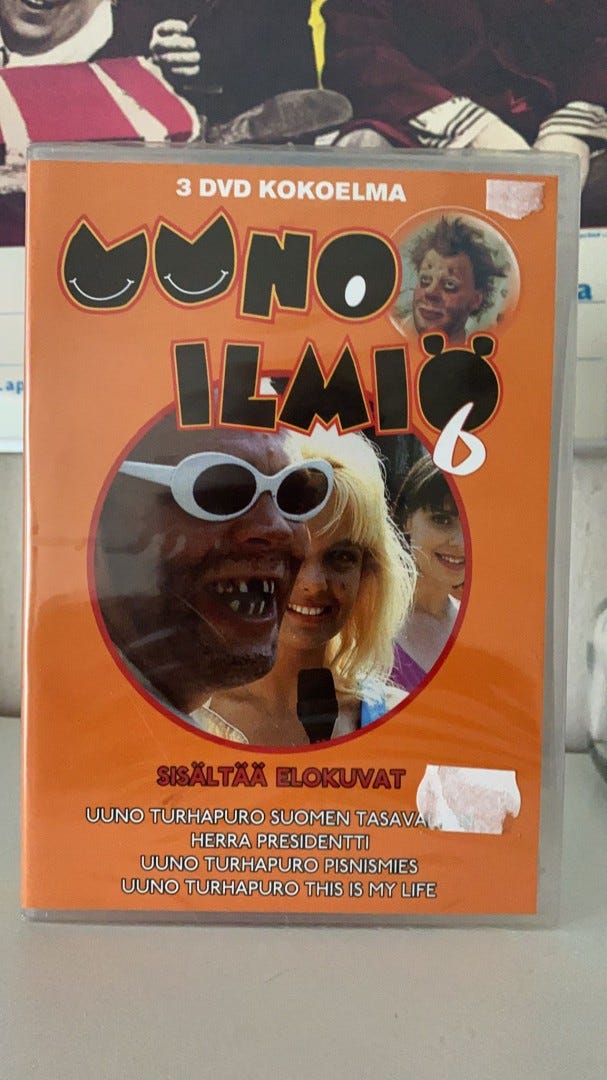 3 DVD KOKOELMA
UUNO
ILMIÖ
6
SISÄLTÄÄ ELOKUVAT
UUNO TURHAPURO SUOMEN
HERRA PRESIDENTTI
UUNO TURHAPURO PISNISMIES
UUNO TURHAPURO THIS IS MY LIFE